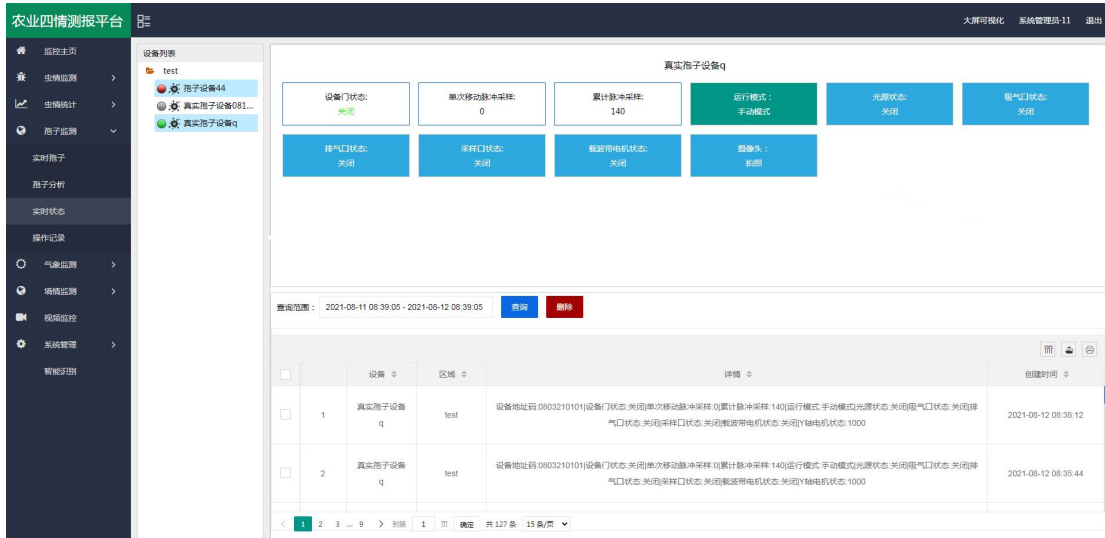 农业四情测报平台
大屏可视化 系统管理员-11 退出
监控主页
虫情监测
虫情统计
孢子监测
实时孢子
孢子分析
实时状态
操作记录
气象监测
墒情监测
视频监控
系统管理
智能识别
设备列表
test
孢子设备44
真实孢子设备081...
真实孢子设备q
真实孢子设备q
设备门状态:
关闭
单次移动脉冲采样:
0
累计脉冲采样:
140
运行模式:
手动模式
光源状态:
关闭
吸气口状态:
关闭
排气口状态:
关闭
采样口状态:
关闭
载玻带电机状态:
关闭
摄像头:
拍照
查询范围: 2021-08-11 08:39:05 - 2021-08-12 08:39:05 查询 删除
设备 区域 详情 创建时间
1 真实孢子设备q test 设备地址码:0803210101|设备门状态:关闭|单次移动脉冲采样:0|累计脉冲采样:140|运行模式:手动模式|光源状态:关闭|吸气口状态:关闭|排
气口状态:关闭|采样口状态:关闭|载玻带电机状态:关闭|Y轴电机状态:1000 2021-08-12 08:38:12
2 真实孢子设备q test 设备地址码:0803210101|设备门状态:关闭|单次移动脉冲采样:0|累计脉冲采样:140|运行模式:手动模式|光源状态:关闭|吸气口状态:关闭|排
气口状态:关闭|采样口状态:关闭|载玻带电机状态:关闭|Y轴电机状态:1000 2021-08-12 08:35:44
1 2 3 ... 9 到第 1 页 确定 共 127 条 15 条/页